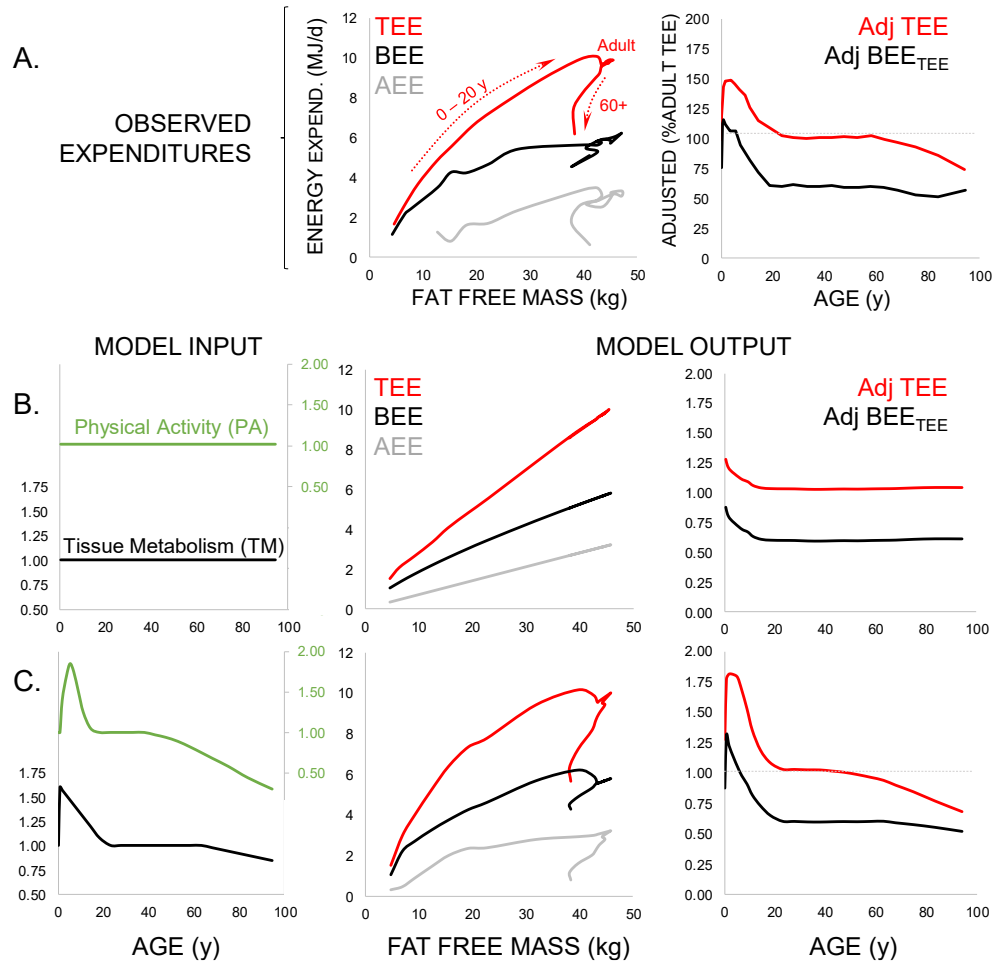 A.
OBSERVED
EXPENDITURES
ENERGY EXPEND. (MJ/d)
12
10
8
6
4
2
0
TEE
BEE
AEE
0 – 20 y
Adult
60+
0 10 20 30 40 50
FAT FREE MASS (kg)
ADJUSTED (%ADULT TEE)
200
175
150
125
100
75
50
25
0
Adj TEE
Adj BEETEE
0 20 40 60 80 100
AGE (y)
MODEL INPUT
MODEL OUTPUT
B.
2.00
1.50
1.00
0.50
Physical Activity (PA)
1.75
1.50
1.25
1.00
0.75
0.50
Tissue Metabolism (TM)
0 20 40 60 80 100
TEE
BEE
AEE
12
10
8
6
4
2
0
0 10 20 30 40 50
Adj TEE
Adj BEETEE
2.00
1.75
1.50
1.25
1.00
0.75
0.50
0.25
0.00
0 20 40 60 80 100
C.
2.00
1.50
1.00
0.50
1.75
1.50
1.25
1.00
0.75
0.50
0 20 40 60 80 100
AGE (y)
12
10
8
6
4
2
0
0 10 20 30 40 50
FAT FREE MASS (kg)
2.00
1.75
1.50
1.25
1.00
0.75
0.50
0.25
0.00
0 20 40 60 80 100
AGE (y)